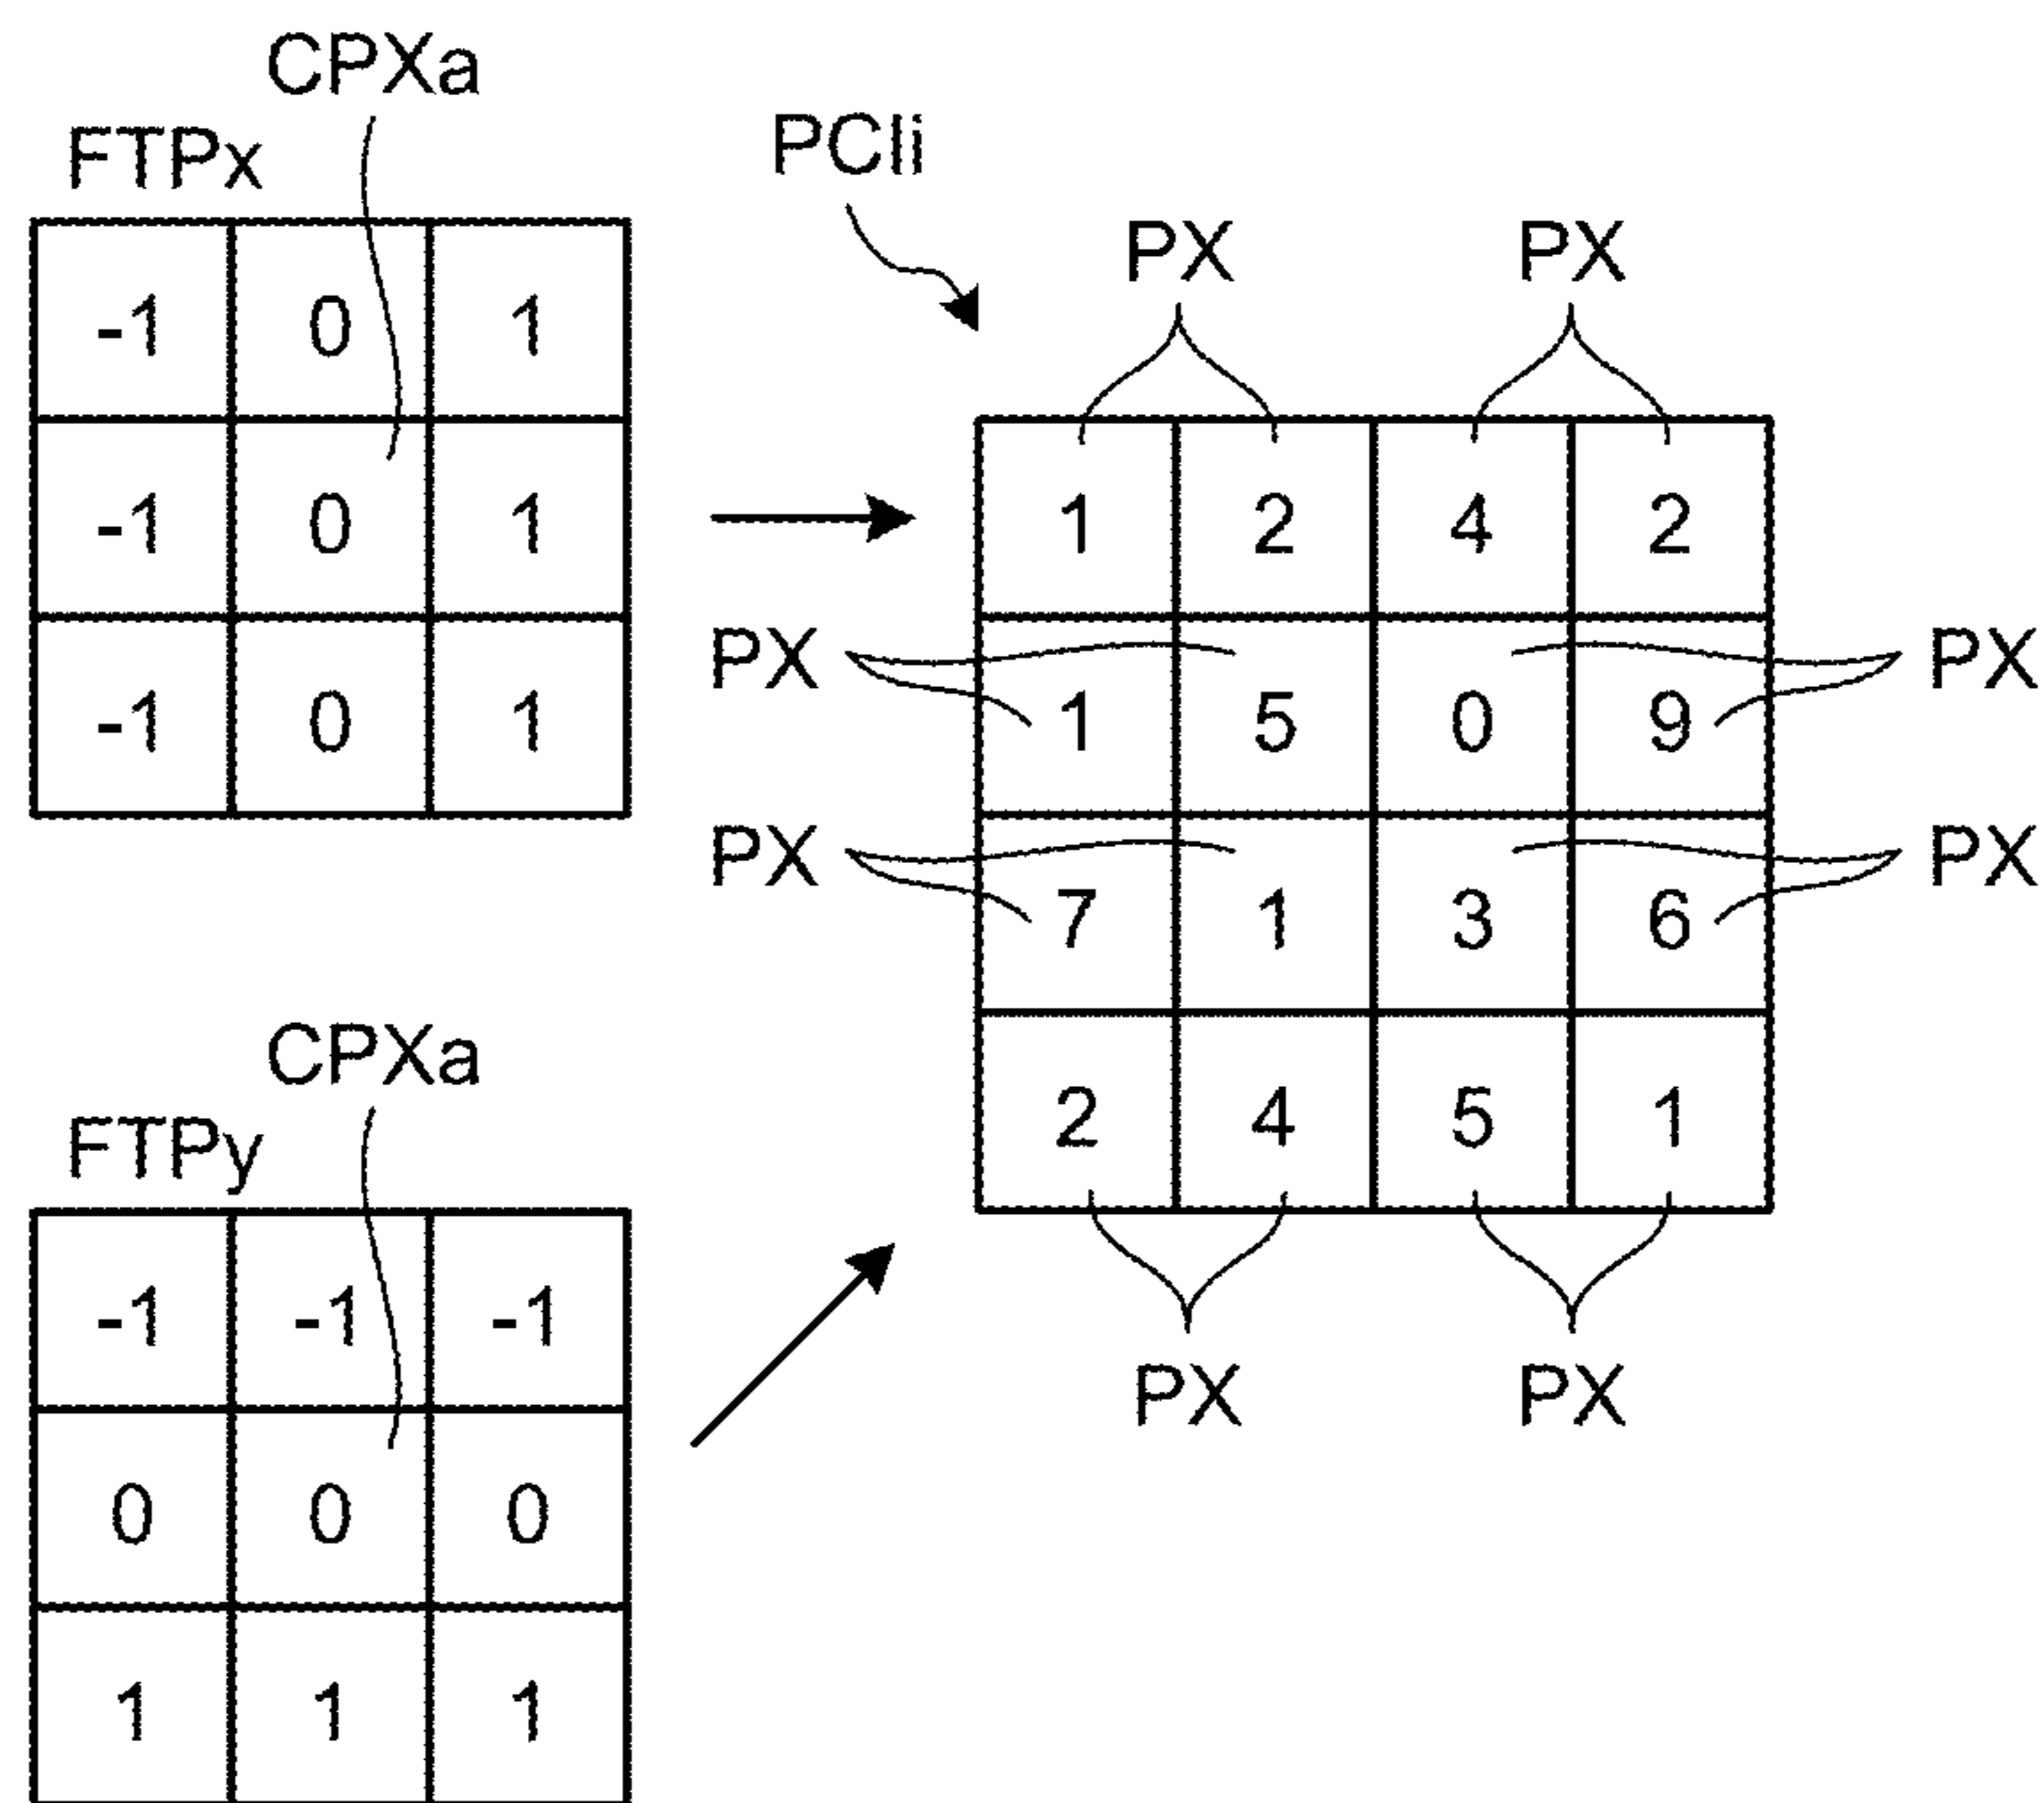 CPXa
FTPx
-1 0 1
-1 0 1
-1 0 1
PCIi
PX PX
1 2 4 2
PX 1 5 0 9 PX
PX 7 1 3 6 PX
2 4 5 1
PX PX
CPXa
FTPy
-1 -1 -1
0 0 0
1 1 1